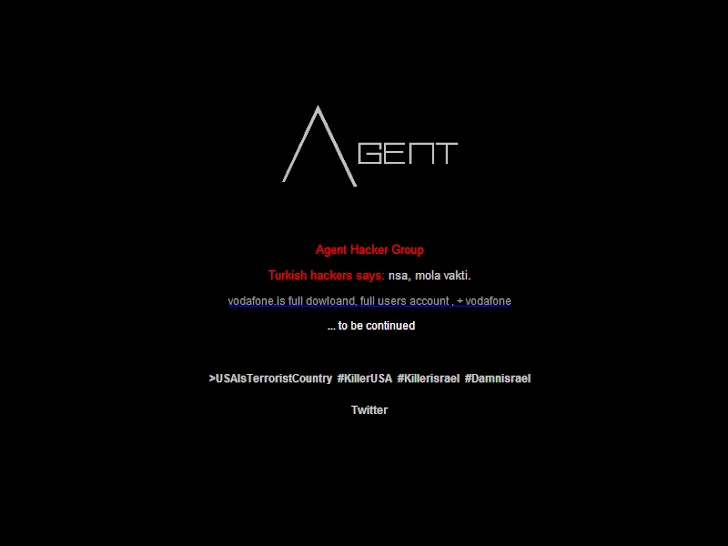 AGENT
Agent Hacker Group
Turkish hackers says: nsa, mola vakti.
vodafone.is full dowloand, full users account , + vodafone
... to be continued
>USAIsTerroristCountry #KillerUSA #Killerisrael #Damnisrael
Twitter